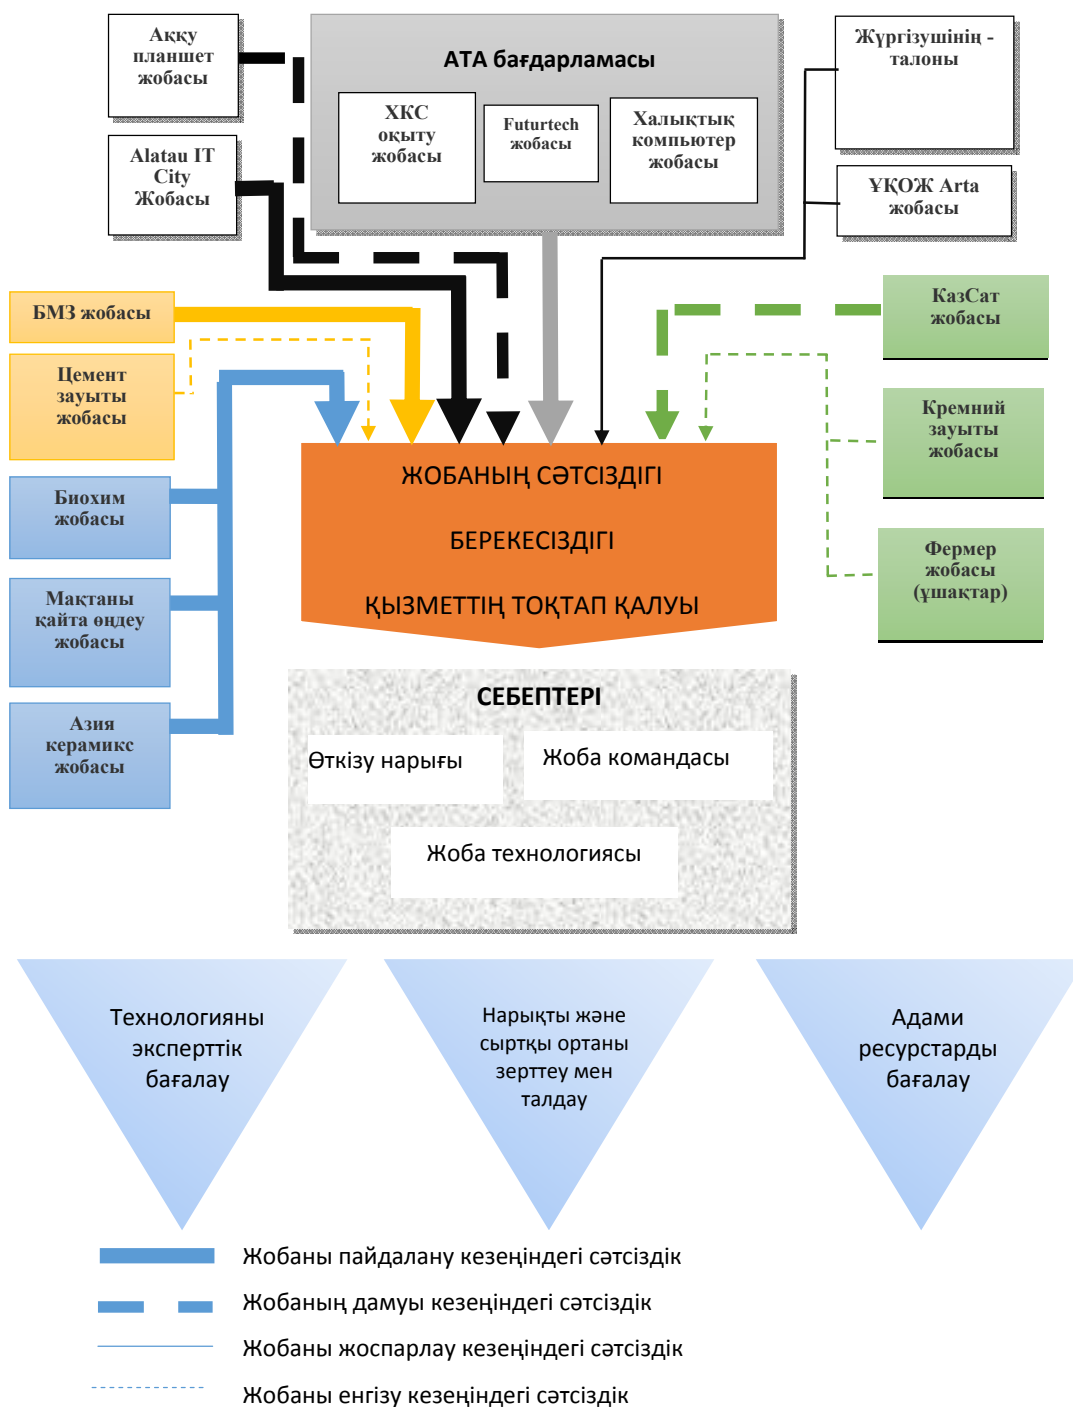 Аққу
планшет
жобасы
АТА бағдарламасы
ХКС
оқыту
жобасы
Futurtech
жобасы
Халықтық
компьютер
жобасы
Жүргізушінің -
талоны
Alatau IT
City
Жобасы
ҰҚОЖ Arta
жобасы
БМЗ жобасы
КазСат
жобасы
Цемент
зауыты
жобасы
Кремний
зауыты
жобасы
Биохим
жобасы
Фермер
жобасы
(ұшақтар)
Мақтаны
қайта өңдеу
жобасы
Азия
керамикс
жобасы
ЖОБАНЫҢ СӘТСІЗДІГІ
БЕРЕКЕСІЗДІГІ
ҚЫЗМЕТТІҢ ТОҚТАП ҚАЛУЫ
СЕБЕПТЕРІ
Өткізу нарығы
Жоба командасы
Жоба технологиясы
Технологияны
эксперттік
бағалау
Нарықты және
сыртқы ортаны
зерттеу мен
талдау
Адами
ресурстарды
бағалау
Жобаны пайдалану кезеңіндегі сәтсіздік
Жобаның дамуы кезеңіндегі сәтсіздік
Жобаны жоспарлау кезеңіндегі сәтсіздік
Жобаны енгізу кезеңіндегі сәтсіздік